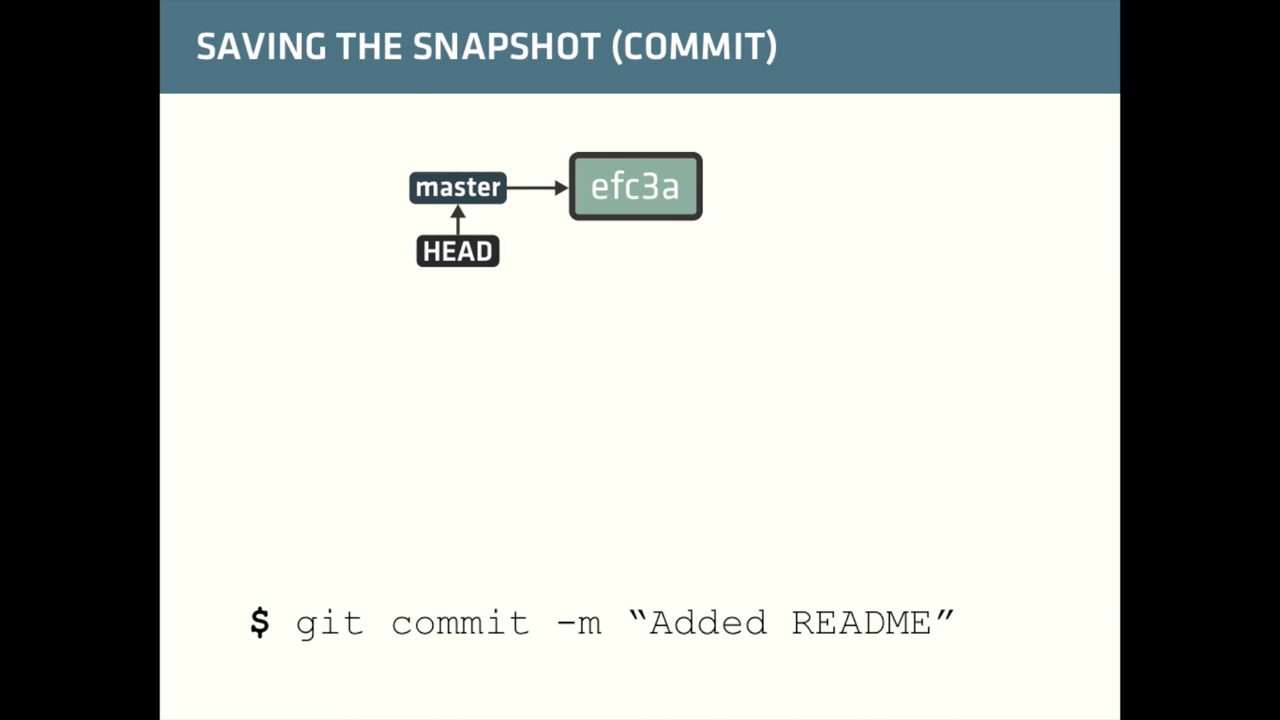 SAVING THE SNAPSHOT (COMMIT)
master
efc3a
HEAD
$ git commit -m “Added README”